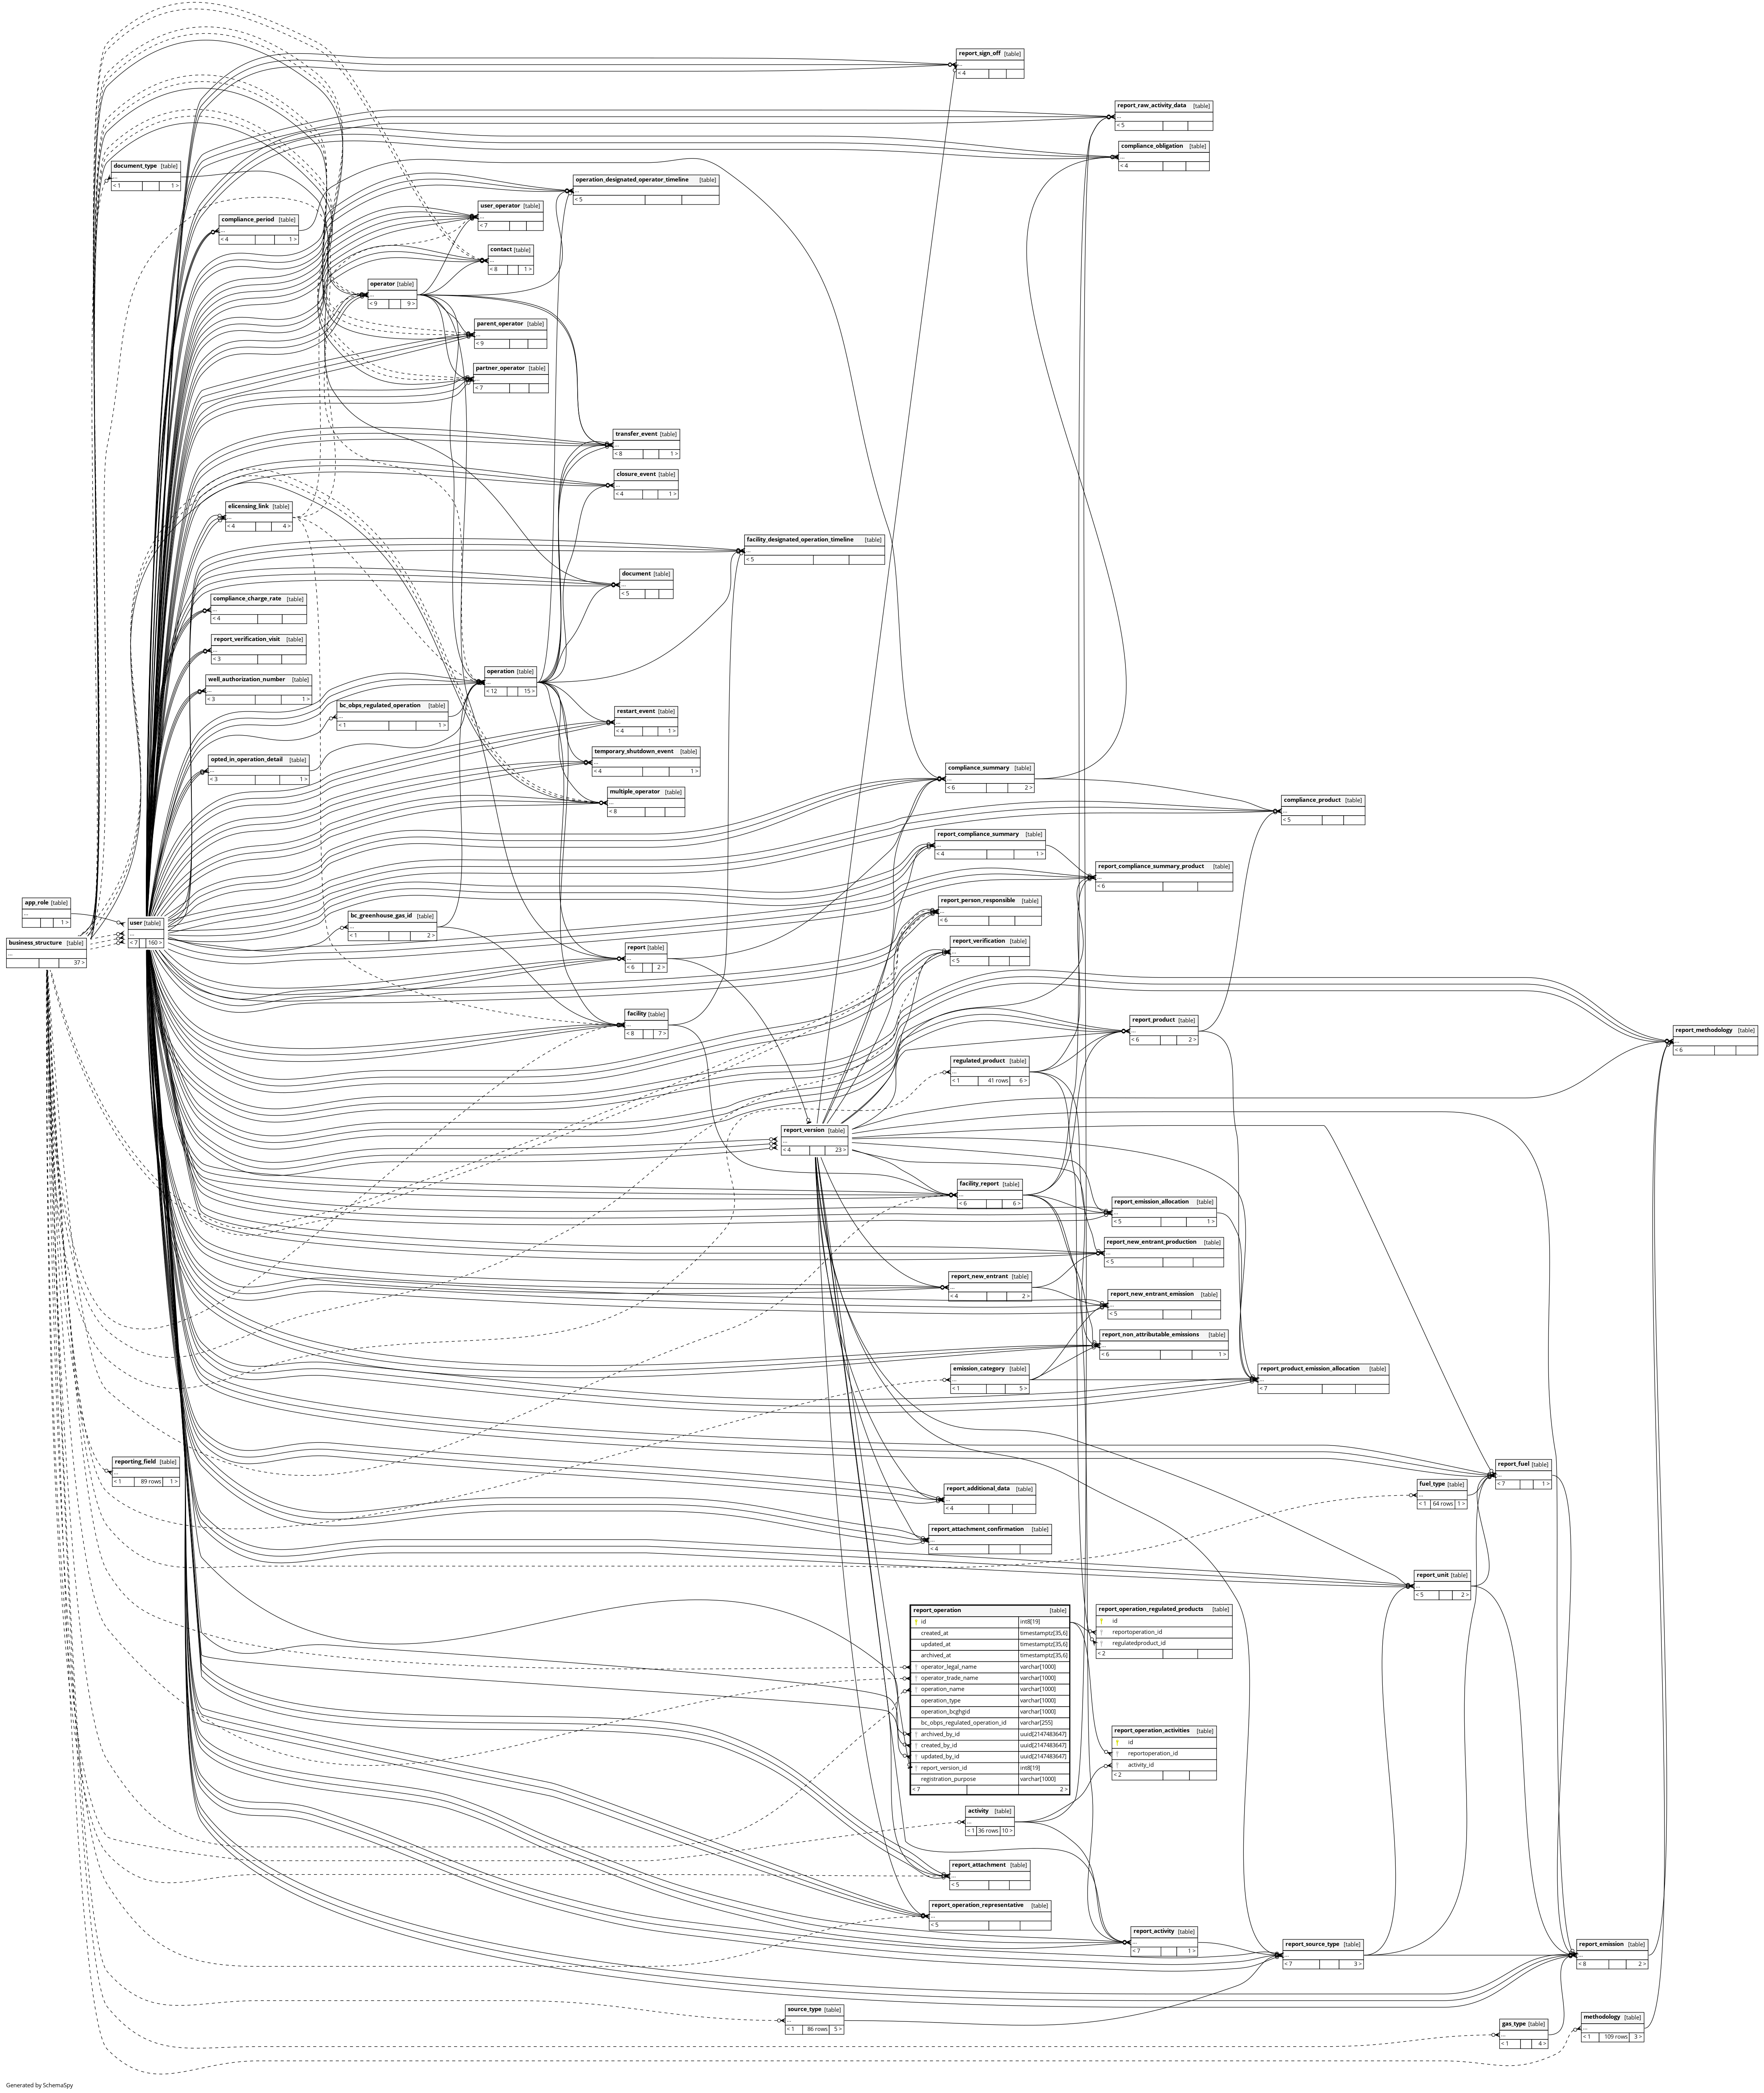 report_sign_off [table]
...
< 4
report_raw_activity_data [table]
...
< 5
compliance_obligation [table]
...
< 4
document_type [table]
...
< 1 1 >
operation_designated_operator_timeline [table]
...
< 5
user_operator [table]
...
< 7
compliance_period [table]
...
< 4 1 >
contact [table]
...
< 8 1 >
operator [table]
...
< 9 9 >
parent_operator [table]
...
< 9
partner_operator [table]
...
< 7
transfer_event [table]
...
< 8 1 >
closure_event [table]
...
< 4 1 >
elicensing_link [table]
...
< 4 4 >
facility_designated_operation_timeline [table]
...
< 5
document [table]
...
< 5
compliance_charge_rate [table]
...
< 4
report_verification_visit [table]
...
< 3
operation [table]
...
< 12 15 >
well_authorization_number [table]
...
< 3 1 >
bc_obps_regulated_operation [table]
...
< 1 1 >
restart_event [table]
...
< 4 1 >
temporary_shutdown_event [table]
...
< 4 1 >
opted_in_operation_detail [table]
...
< 3 1 >
compliance_summary [table]
...
< 6 2 >
multiple_operator [table]
...
< 8
compliance_product [table]
...
< 5
report_compliance_summary [table]
...
< 4 1 >
report_compliance_summary_product [table]
...
< 6
app_role [table]
...
1 >
report_person_responsible [table]
...
< 6
bc_greenhouse_gas_id [table]
...
< 1 2 >
user [table]
...
< 7 160 >
business_structure [table]
...
37 >
report_verification [table]
...
< 5
report [table]
...
< 6 2 >
facility [table]
...
< 8 7 >
report_product [table]
...
< 6 2 >
report_methodology [table]
...
< 6
regulated_product [table]
...
< 1 41 rows 6 >
report_version [table]
...
< 4 23 >
facility_report [table]
...
< 6 6 >
report_emission_allocation [table]
...
< 5 1 >
report_new_entrant_production [table]
...
< 5
report_new_entrant [table]
...
< 4 2 >
report_new_entrant_emission [table]
...
< 5
report_non_attributable_emissions [table]
...
< 6 1 >
emission_category [table]
...
< 1 5 >
report_product_emission_allocation [table]
...
< 7
reporting_field [table]
...
< 1 89 rows 1 >
report_fuel [table]
...
< 7 1 >
fuel_type [table]
...
< 1 64 rows 1 >
report_additional_data [table]
...
< 4
report_attachment_confirmation [table]
...
< 4
report_unit [table]
...
< 5 2 >
report_operation [table]
id int8[19]
created_at timestamptz[35,6]
updated_at timestamptz[35,6]
archived_at timestamptz[35,6]
operator_legal_name varchar[1000]
operator_trade_name varchar[1000]
operation_name varchar[1000]
operation_type varchar[1000]
operation_bcghgid varchar[1000]
bc_obps_regulated_operation_id varchar[255]
archived_by_id uuid[2147483647]
created_by_id uuid[2147483647]
updated_by_id uuid[2147483647]
report_version_id int8[19]
registration_purpose varchar[1000]
< 7 2 >
report_operation_regulated_products [table]
id
reportoperation_id
regulatedproduct_id
< 2
report_operation_activities [table]
id
reportoperation_id
activity_id
< 2
activity [table]
...
< 1 36 rows 10 >
report_attachment [table]
...
< 5
report_operation_representative [table]
...
< 5
report_activity [table]
...
< 7 1 >
report_source_type [table]
...
< 7 3 >
report_emission [table]
...
< 8 2 >
source_type [table]
...
< 1 86 rows 5 >
gas_type [table]
...
< 1 4 >
methodology [table]
...
< 1 109 rows 3 >
Generated by SchemaSpy